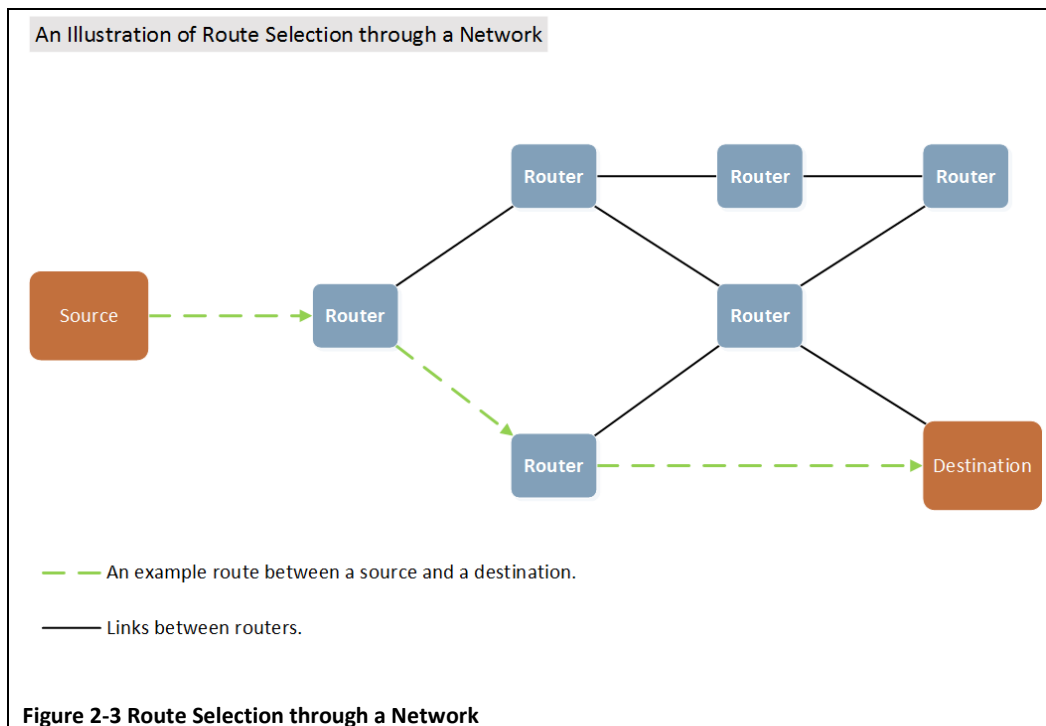 An Illustration of Route Selection through a Network
Router
Router
Router
Source
Router
Router
Router
Destination
An example route between a source and a destination.
Links between routers.
Figure 2-3 Route Selection through a Network